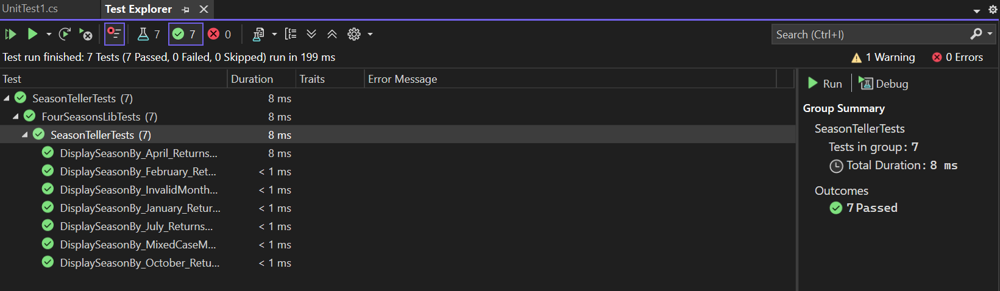 UnitTest1.cs Test Explorer
7 7 0 Search (Ctrl+I)
Test run finished: 7 Tests (7 Passed, 0 Failed, 0 Skipped) run in 199 ms 1 Warning 0 Errors
Test Duration Traits Error Message
SeasonTellerTests (7) 8 ms
FourSeasonsLibTests (7) 8 ms
SeasonTellerTests (7) 8 ms
DisplaySeasonBy_April_Returns... 8 ms
DisplaySeasonBy_February_Ret... < 1 ms
DisplaySeasonBy_InvalidMonth... < 1 ms
DisplaySeasonBy_January_Retur... < 1 ms
DisplaySeasonBy_July_Returns... < 1 ms
DisplaySeasonBy_MixedCaseM... < 1 ms
DisplaySeasonBy_October_Retu... < 1 ms
Run Debug
Group Summary
SeasonTellerTests
Tests in group: 7
Total Duration: 8 ms
Outcomes
7 Passed